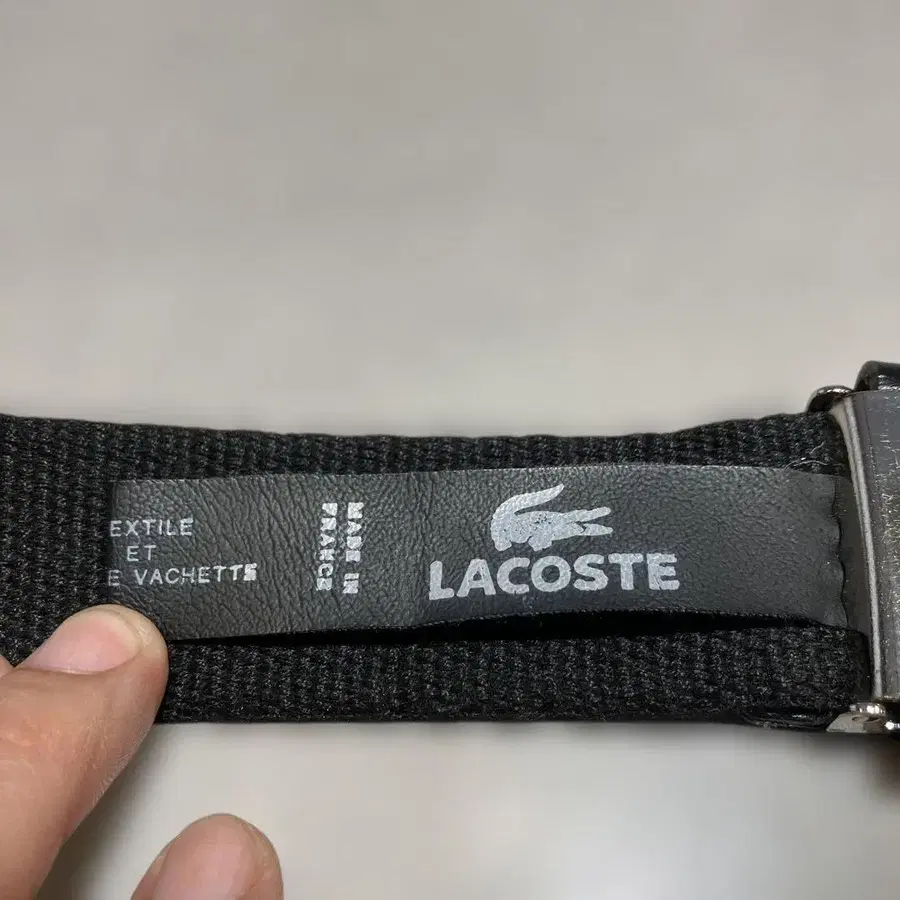 EXTILE
ET
E VACHETTE
MADE IN
FRANCE
LACOSTE